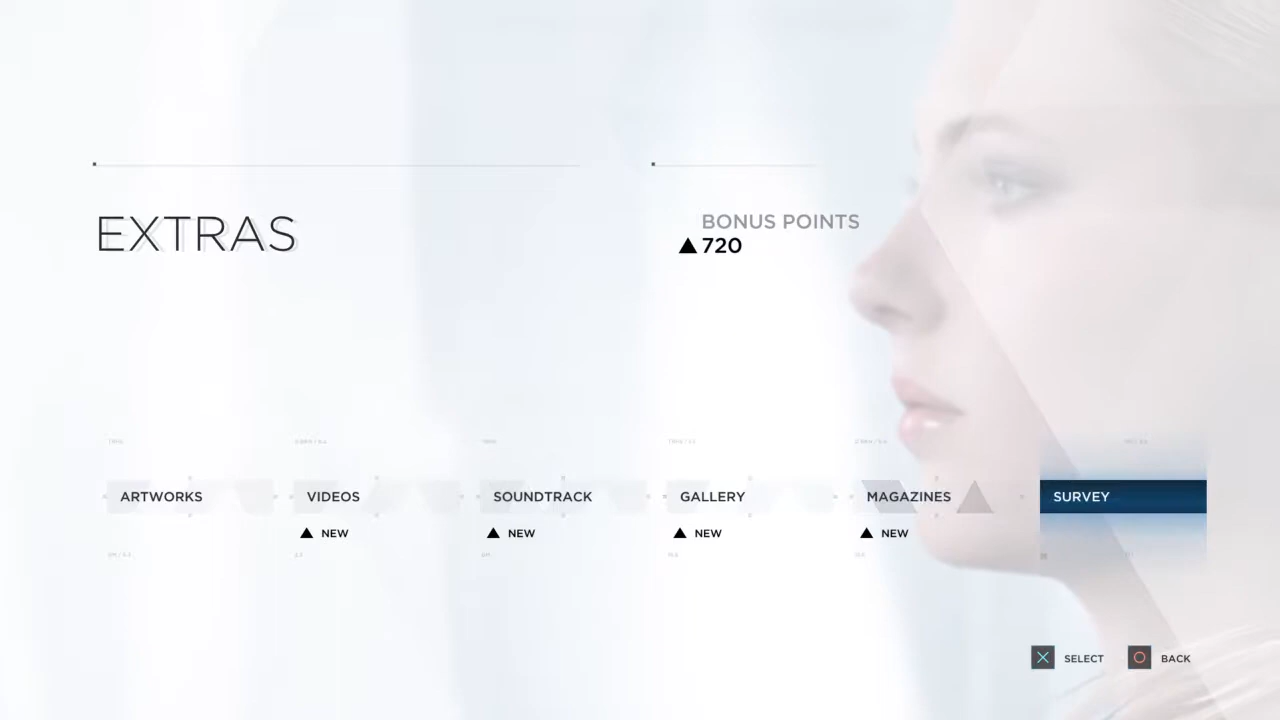 EXTRAS
BONUS POINTS
720
ARTWORKS
VIDEOS
SOUNDTRACK
GALLERY
MAGAZINES
SURVEY
NEW
NEW
NEW
NEW
SELECT
BACK